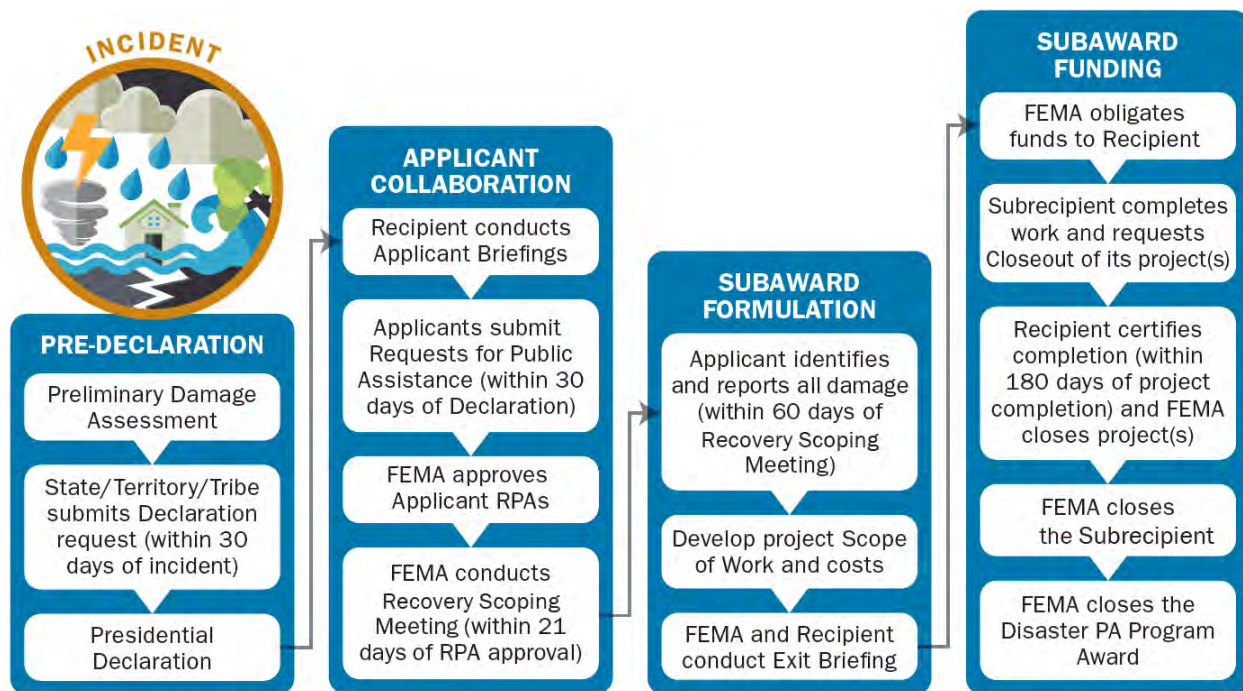 INCIDENT
PRE-DECLARATION
Preliminary Damage
Assessment
State/Territory/Tribe
submits Declaration
request (within 30
days of incident)
Presidential
Declaration
APPLICANT
COLLABORATION
Recipient conducts
Applicant Briefings
Applicants submit
Requests for Public
Assistance (within 30
days of Declaration)
FEMA approves
Applicant RPAs
FEMA conducts
Recovery Scoping
Meeting (within 21
days of RPA approval)
SUBAWARD
FORMULATION
Applicant identifies
and reports all damage
(within 60 days of
Recovery Scoping
Meeting)
Develop project Scope
of Work and costs
FEMA and Recipient
conduct Exit Briefing
SUBAWARD
FUNDING
FEMA obligates
funds to Recipient
Subrecipient completes
work and requests
Closeout of its project(s)
Recipient certifies
completion (within
180 days of project
completion) and FEMA
closes project(s)
FEMA closes
the Subrecipient
FEMA closes the
Disaster PA Program
Award